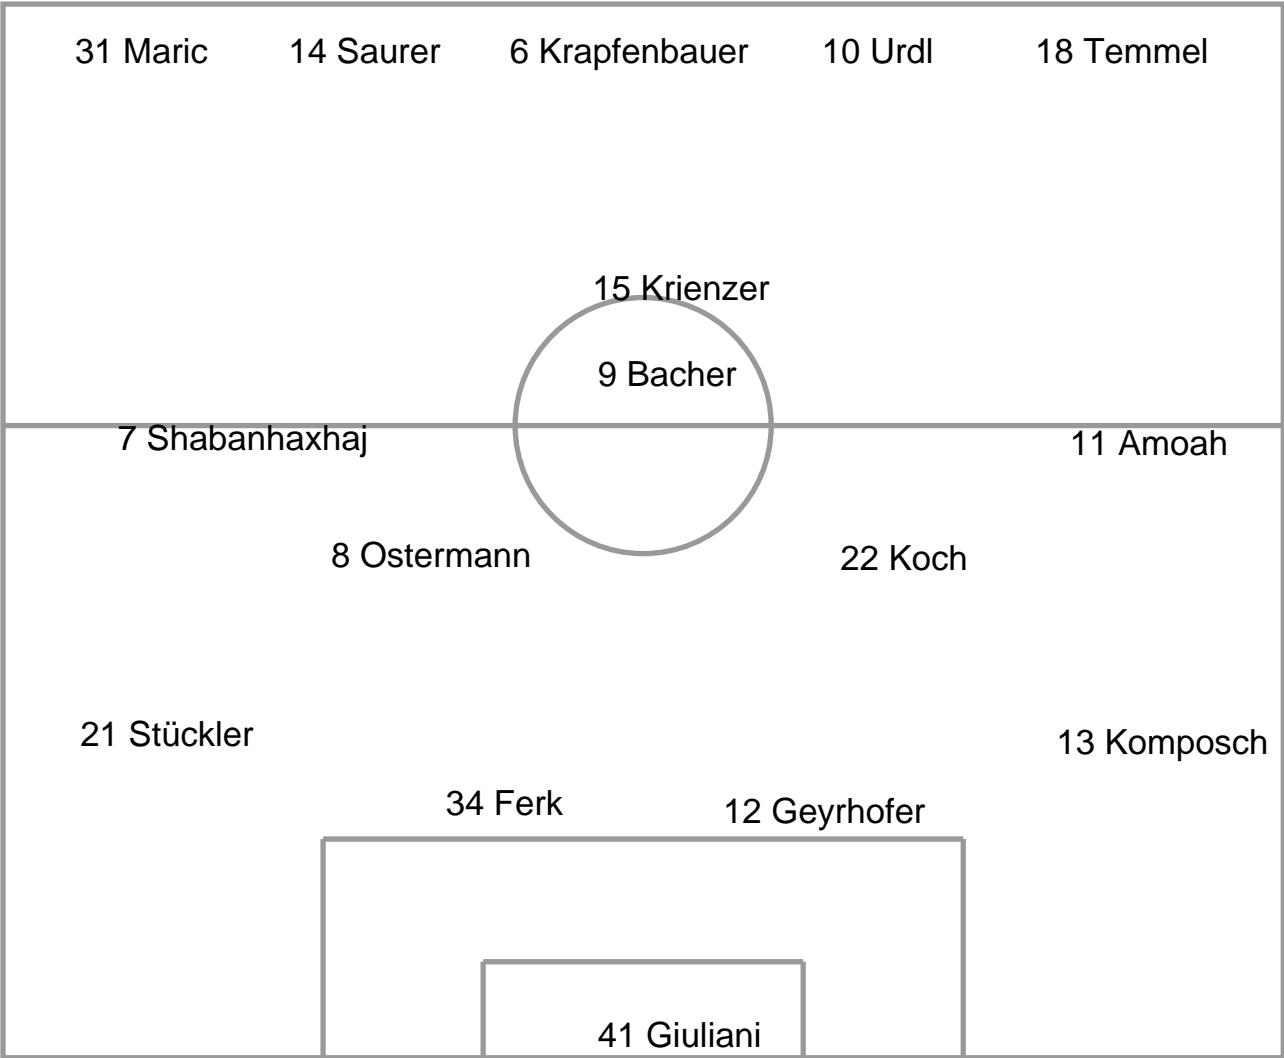 31 Maric 14 Saurer 6 Krapfenbauer 10 Urdl 18 Temmel
15 Krienzer
9 Bacher
7 Shabanhaxhaj 11 Amoah
8 Ostermann 22 Koch
21 Stückler 13 Komposch
34 Ferk 12 Geyrhofer
41 Giuliani